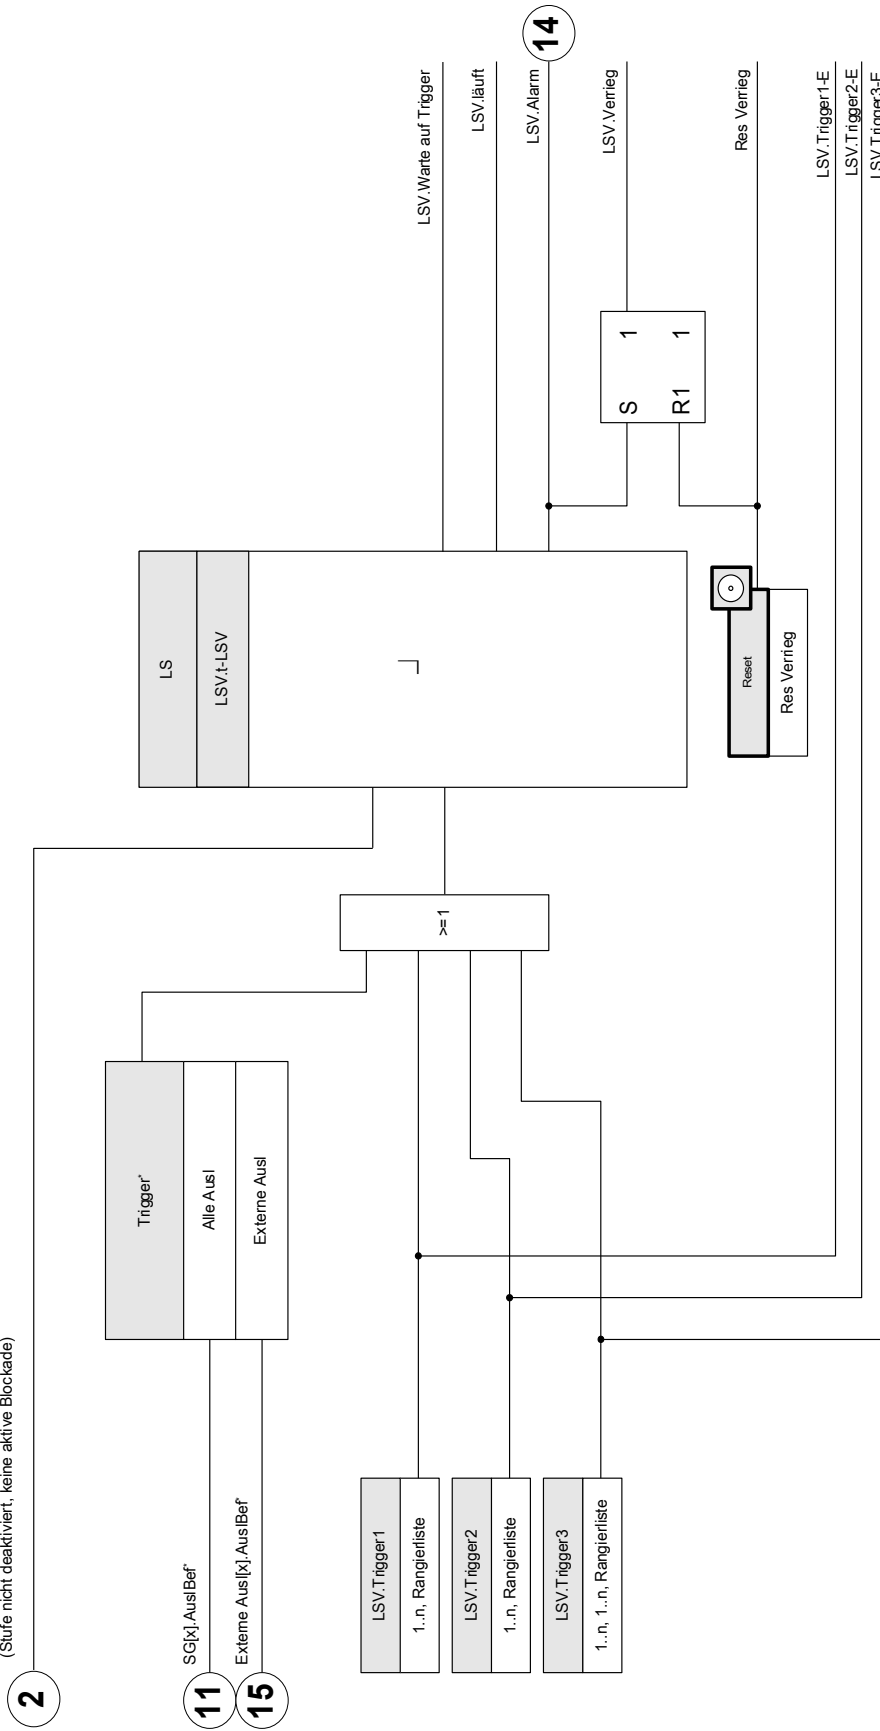 (Stufe nicht deaktiviert, keine aktive Blockade)
2
SG[x].AuslBef*
11
Externe Ausl[x].AuslBef*
15
Trigger*
Alle Ausl
Externe Ausl
LSV.Trigger1
1..n, Rangierliste
LSV.Trigger2
1..n, Rangierliste
LSV.Trigger3
1..n, 1..n, Rangierliste
>=1
LS
LSV.t-LSV
Reset
Res Verrieg
S 1
R1 1
LSV.Warte auf Trigger
LSV.läuft
LSV.Alarm
14
LSV.Verrieg
Res Verrieg
LSV.Trigger1-E
LSV.Trigger2-E
LSV.Trigger3-E